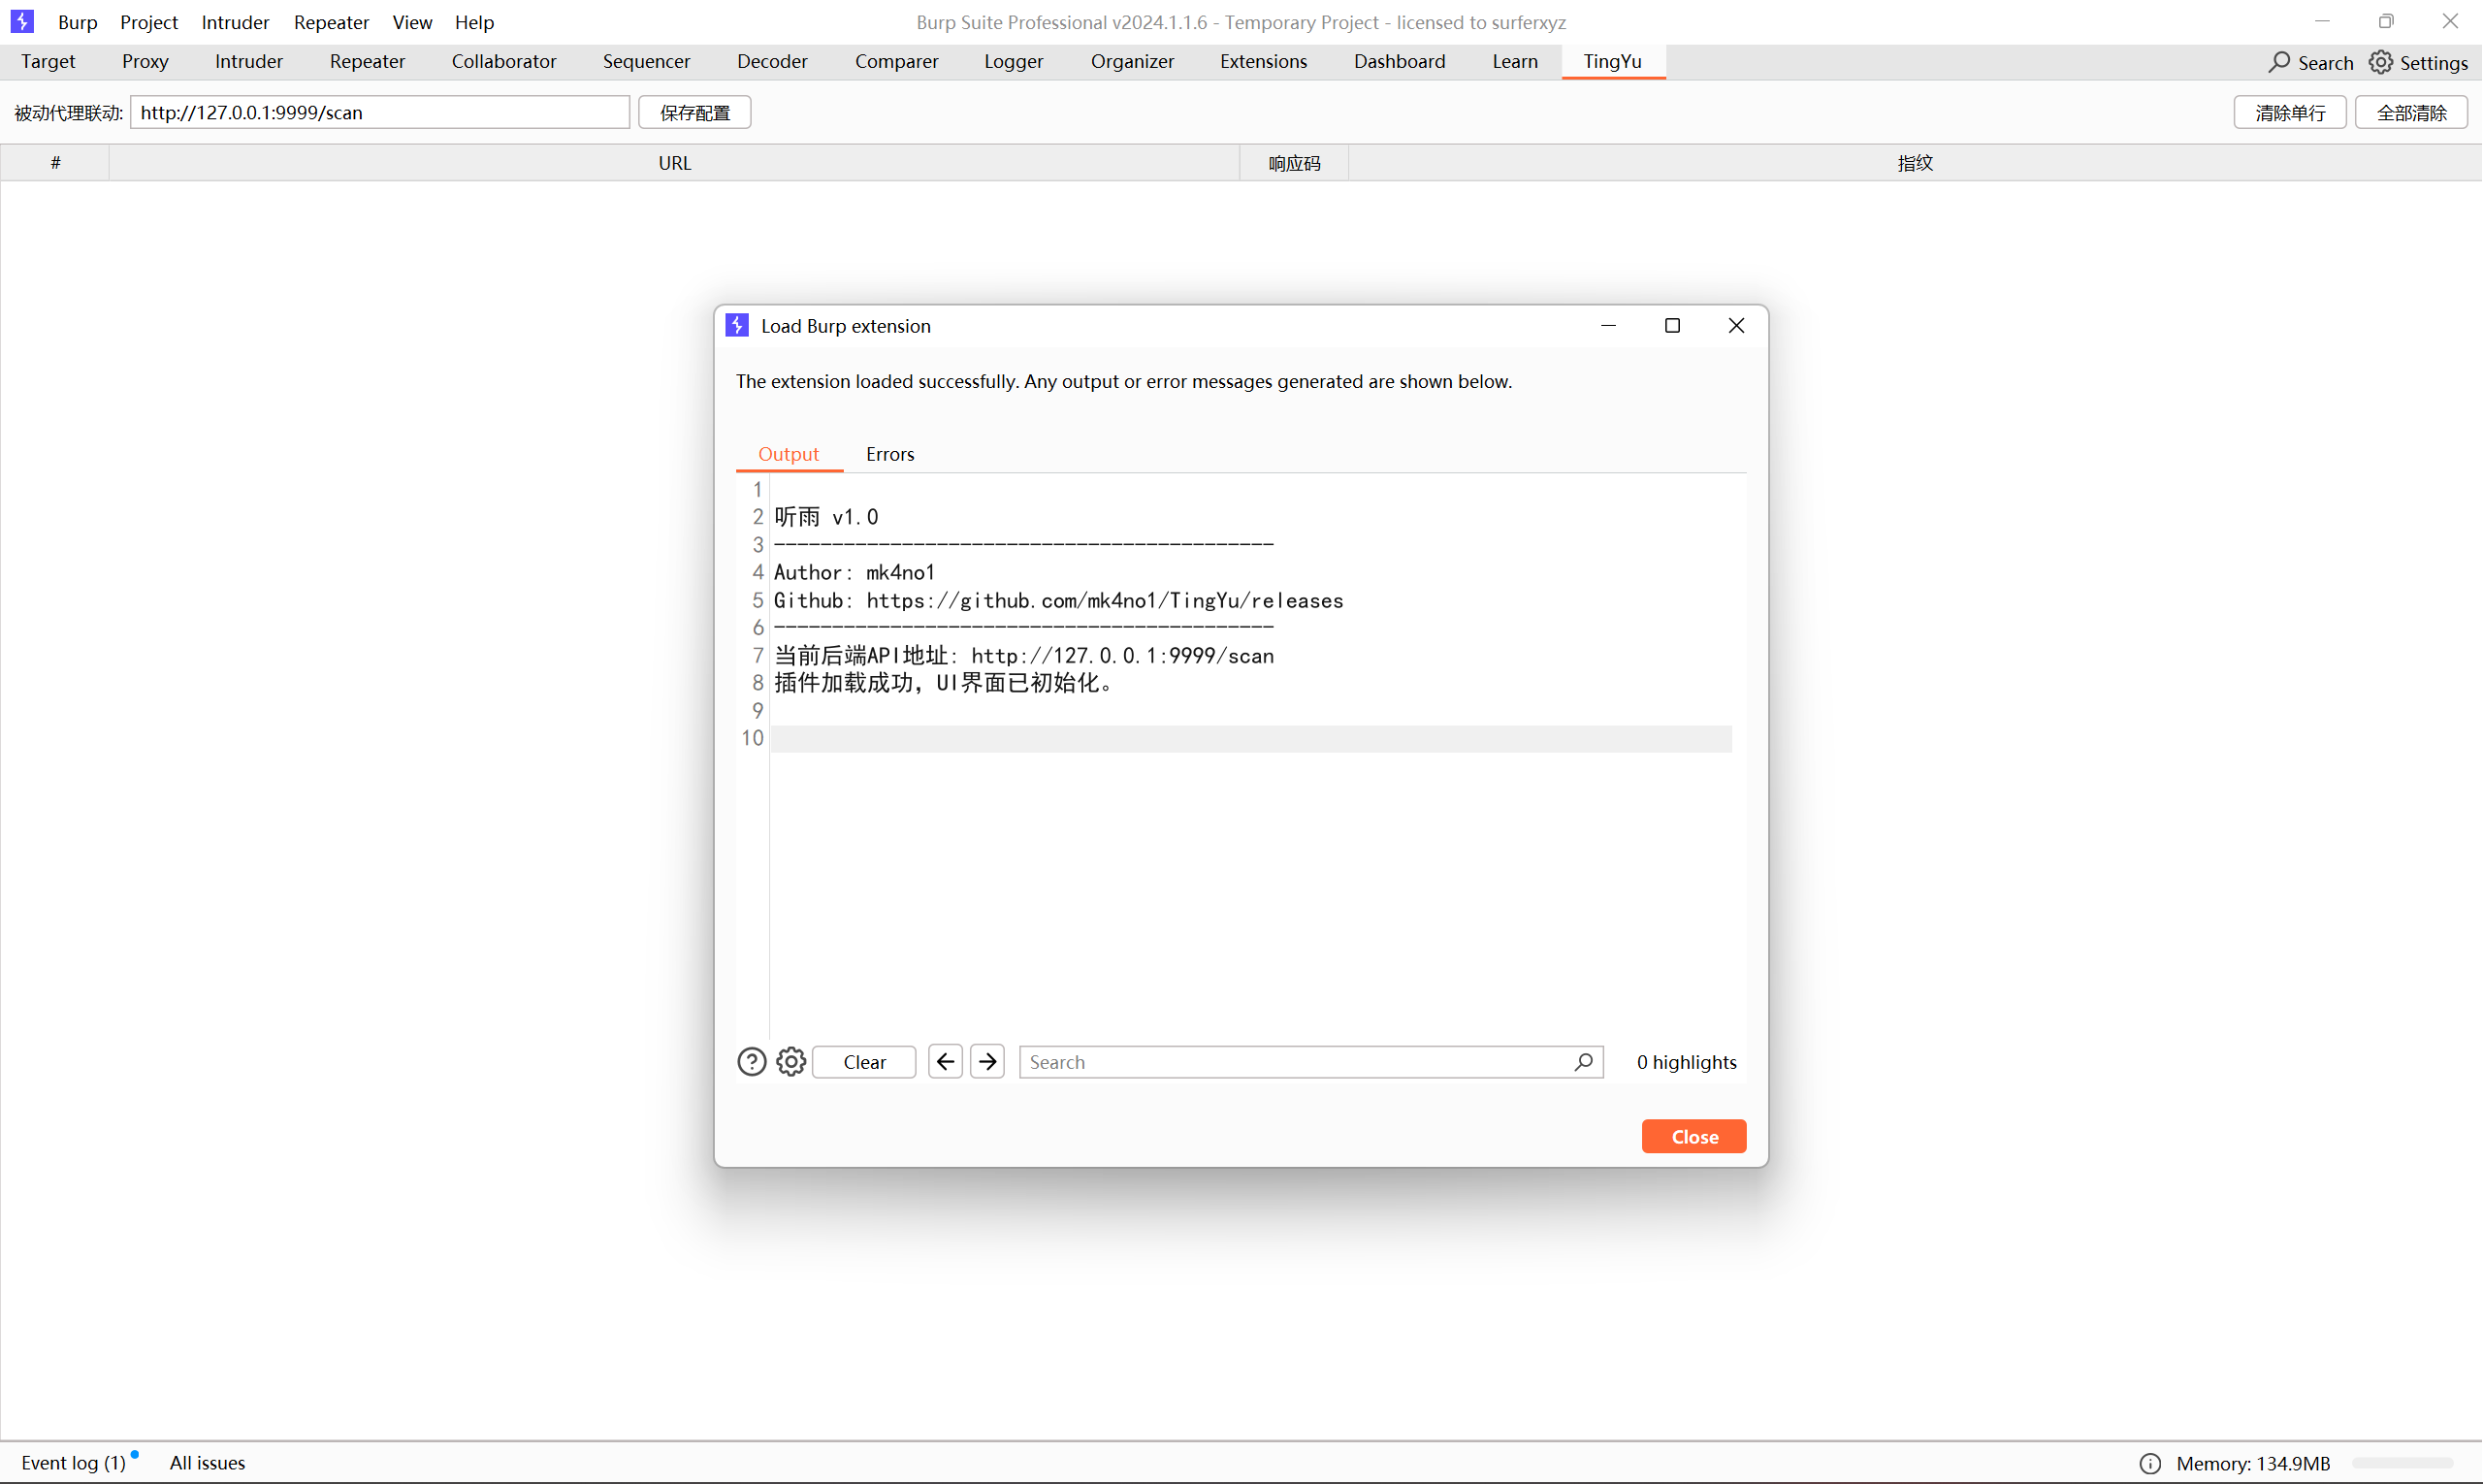 Burp Project Intruder Repeater View Help
Burp Suite Professional v2024.1.1.6 - Temporary Project - licensed to surferxyz
Target Proxy Intruder Repeater Collaborator Sequencer Decoder Comparer Logger Organizer Extensions Dashboard Learn TingYu Search Settings
被动代理联动: http://127.0.0.1:9999/scan 保存配置 清除单行 全部清除
# URL 响应码 指纹
Load Burp extension
The extension loaded successfully. Any output or error messages generated are shown below.
Output Errors
1
2 听雨 v1.0
3 -------------------------------------------
4 Author: mk4no1
5 Github: https://github.com/mk4no1/TingYu/releases
6 -------------------------------------------
7 当前后端API地址: http://127.0.0.1:9999/scan
8 插件加载成功，UI界面已初始化。
9
10
? Clear Search 0 highlights
Close
Event log (1) All issues Memory: 134.9MB